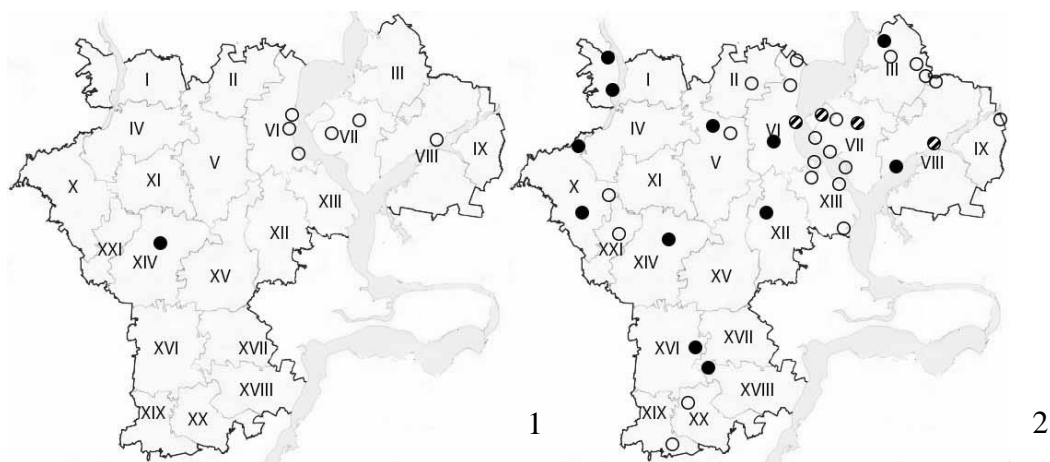 I II III
IV V VI VII VIII IX
X XI XII XIII
XXI XIV XV
XVI XVII
XVIII
XIX XX
1
I II III
IV V VI VII VIII IX
X XI XII XIII
XXI XIV XV
XVI XVII
XVIII
XIX XX
2